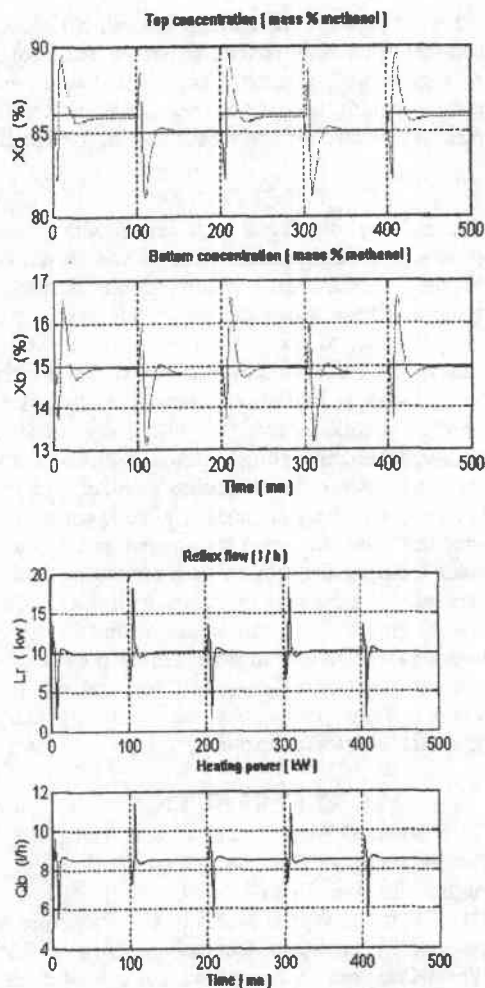 Top concentration [ mass % methanol ]
90
85
80
Xd (%)
0 100 200 300 400 500
Bottom concentration [ mass % methanol ]
17
16
15
14
13
Xb (%)
0 100 200 300 400 500
Time [ mn ]
Reflux flow ( l / h )
20
15
10
5
0
Lr ( kw )
0 100 200 300 400 500
Heating power [ kW ]
12
10
8
6
4
Qb (l/h)
0 100 200 300 400 500
Time [ mn ]